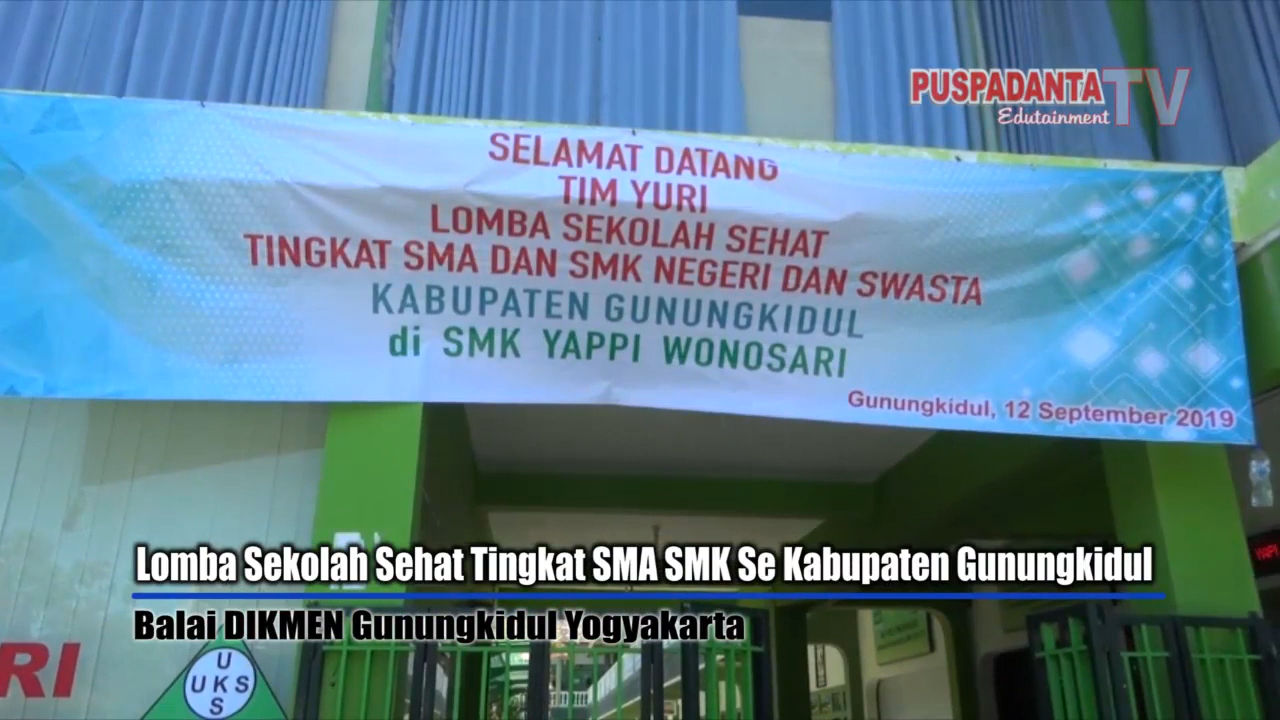 PUSPADANTA TV
Edutainment
SELAMAT DATANG
TIM YURI
LOMBA SEKOLAH SEHAT
TINGKAT SMA DAN SMK NEGERI DAN SWASTA
KABUPATEN GUNUNGKIDUL
di SMK YAPPI WONOSARI
Gunungkidul, 12 September 2019
Lomba Sekolah Sehat Tingkat SMA SMK Se Kabupaten Gunungkidul
Balai DIKMEN Gunungkidul Yogyakarta
RI
U
UKS
S